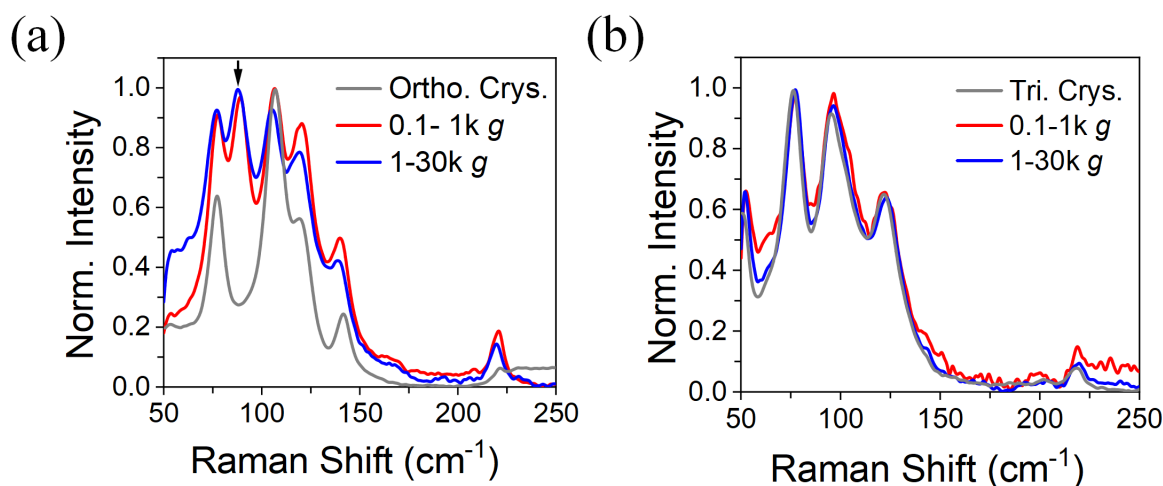 (a)
Ortho. Crys.
0.1- 1k g
1-30k g
1.0
0.8
0.6
0.4
0.2
0.0
Norm. Intensity
50
100
150
200
250
Raman Shift (cm-1)
(b)
Tri. Crys.
0.1-1k g
1-30k g
1.0
0.8
0.6
0.4
0.2
0.0
Norm. Intensity
50
100
150
200
250
Raman Shift (cm-1)